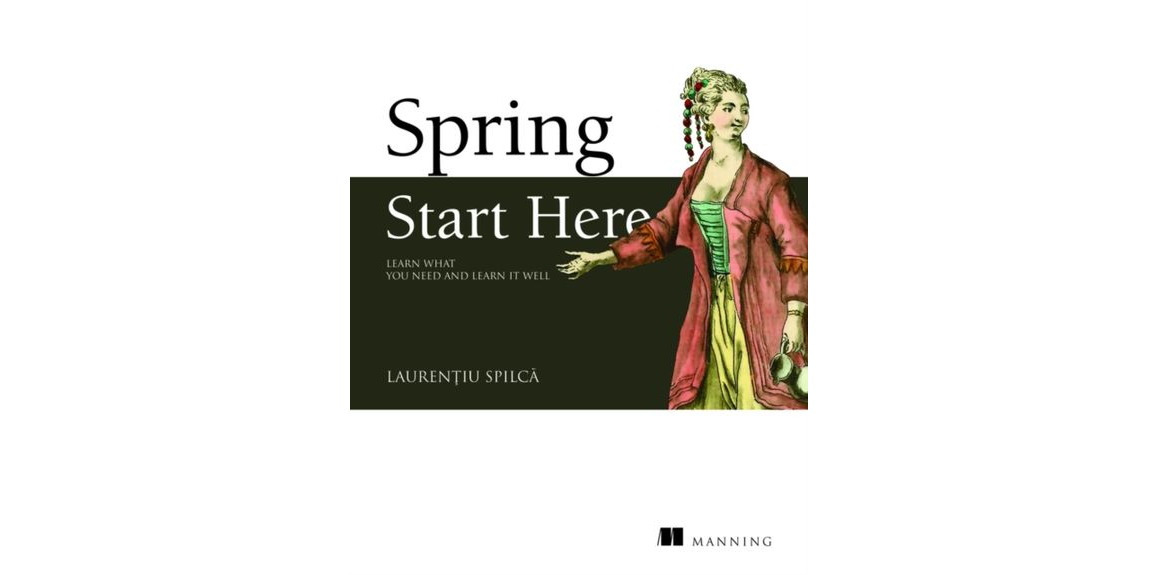 Spring
Start Here
LEARN WHAT
YOU NEED AND LEARN IT WELL
LAURENȚIU SPILCĂ
MANNING